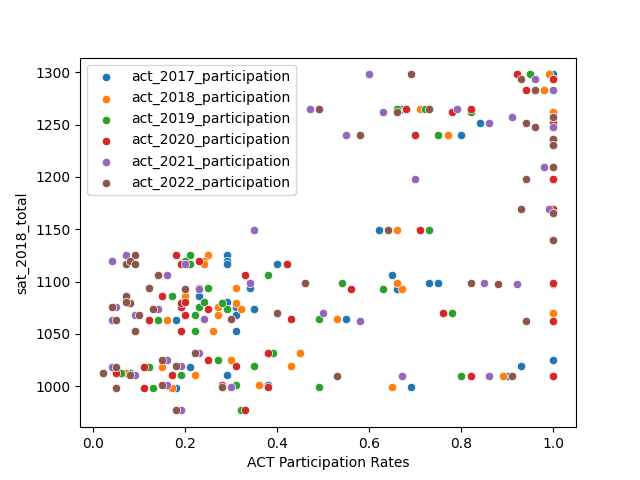 act_2017_participation
act_2018_participation
act_2019_participation
act_2020_participation
act_2021_participation
act_2022_participation
1300
1250
1200
1150
1100
1050
1000
sat_2018_total
0.0 0.2 0.4 0.6 0.8 1.0
ACT Participation Rates